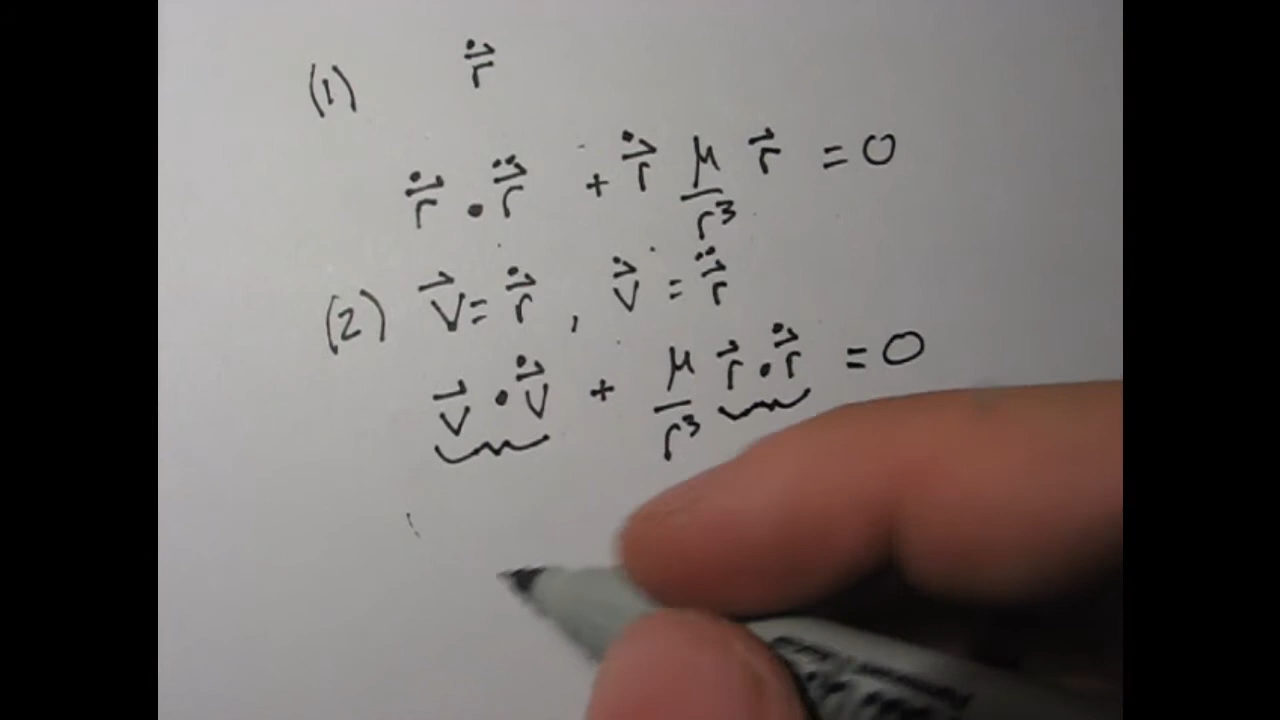 (1) ṙ⃗
ṙ⃗ • r̈⃗ + ṙ⃗ μ/r³ r⃗ = 0
(2) v⃗ = ṙ⃗ , v̇⃗ = r̈⃗
v⃗ • v̇⃗ + μ/r³ r⃗ • ṙ⃗ = 0